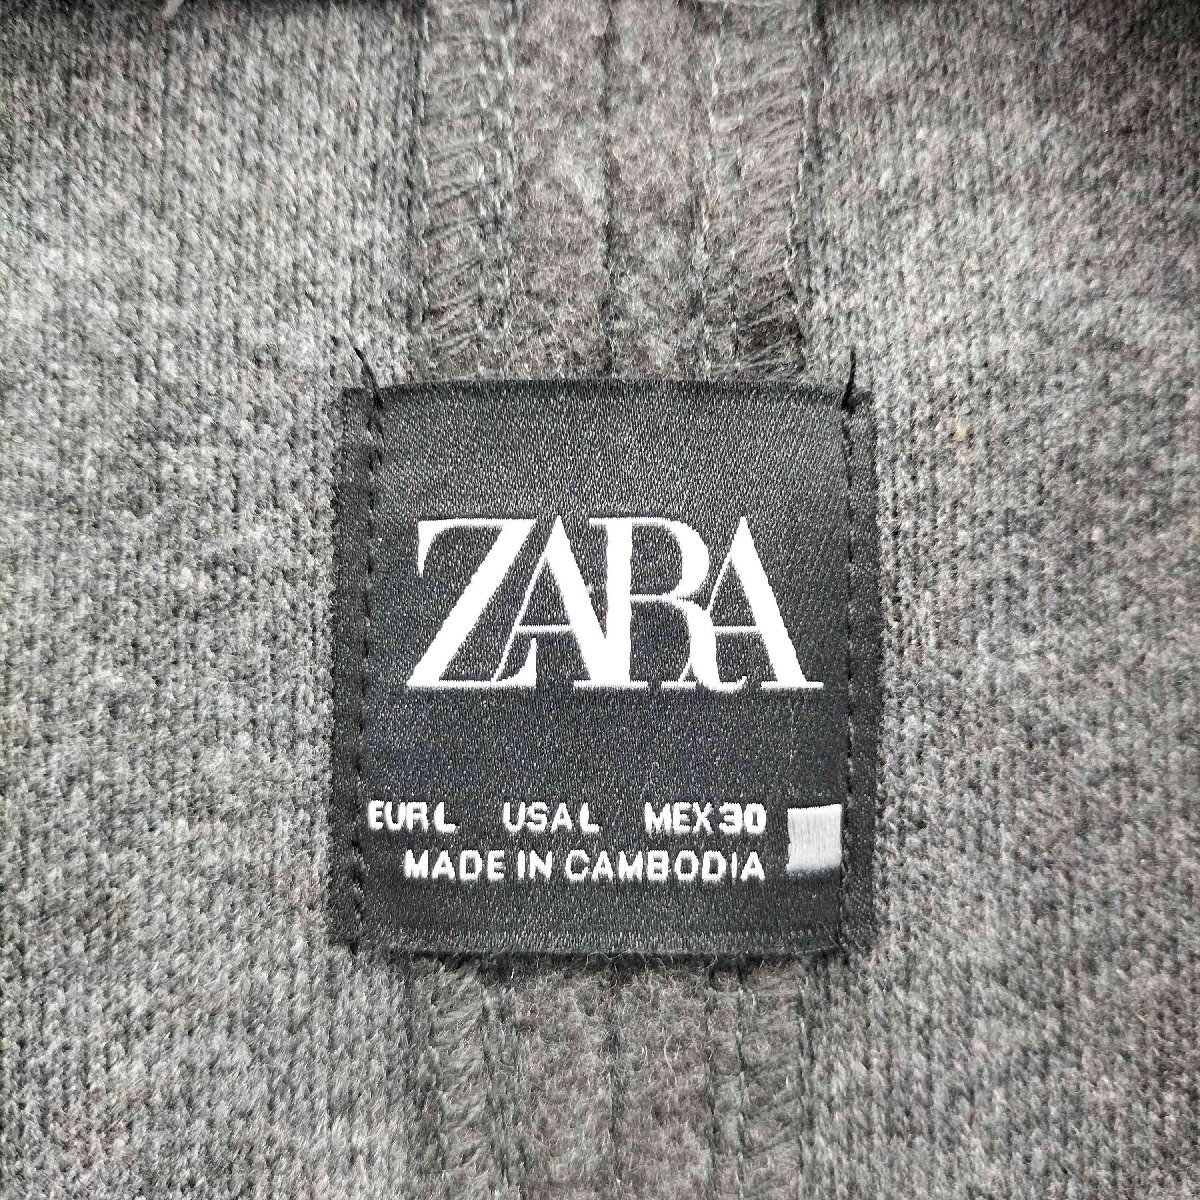 ZARA
EUR L USA L MEX 30
MADE IN CAMBODIA